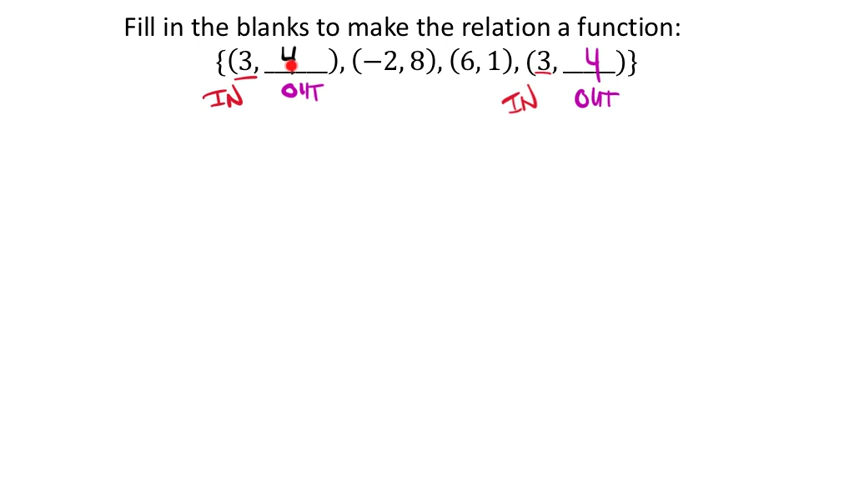 Fill in the blanks to make the relation a function:
{(3, 4), (−2, 8), (6, 1), (3, 4)}
IN OUT IN OUT